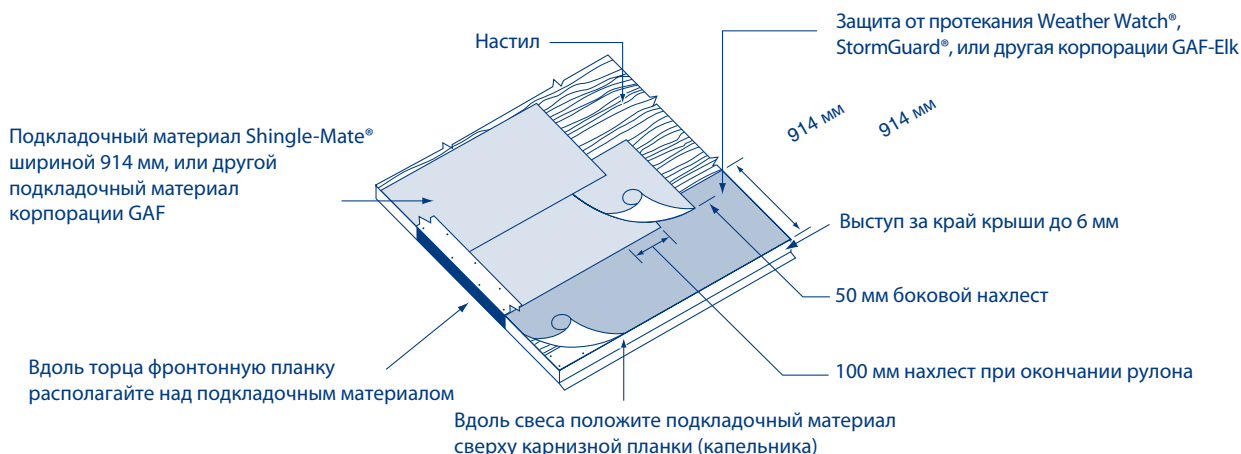 Защита от протекания Weather Watch®,
StormGuard®, или другая корпорации GAF-Elk
Настил
914 мм
914 мм
Подкладочный материал Shingle-Mate®
шириной 914 мм, или другой
подкладочный материал
корпорации GAF
Выступ за край крыши до 6 мм
50 мм боковой нахлест
Вдоль торца фронтонную планку
располагайте над подкладочным материалом
100 мм нахлест при окончании рулона
Вдоль свеса положите подкладочный материал
сверху карнизной планки (капельника)